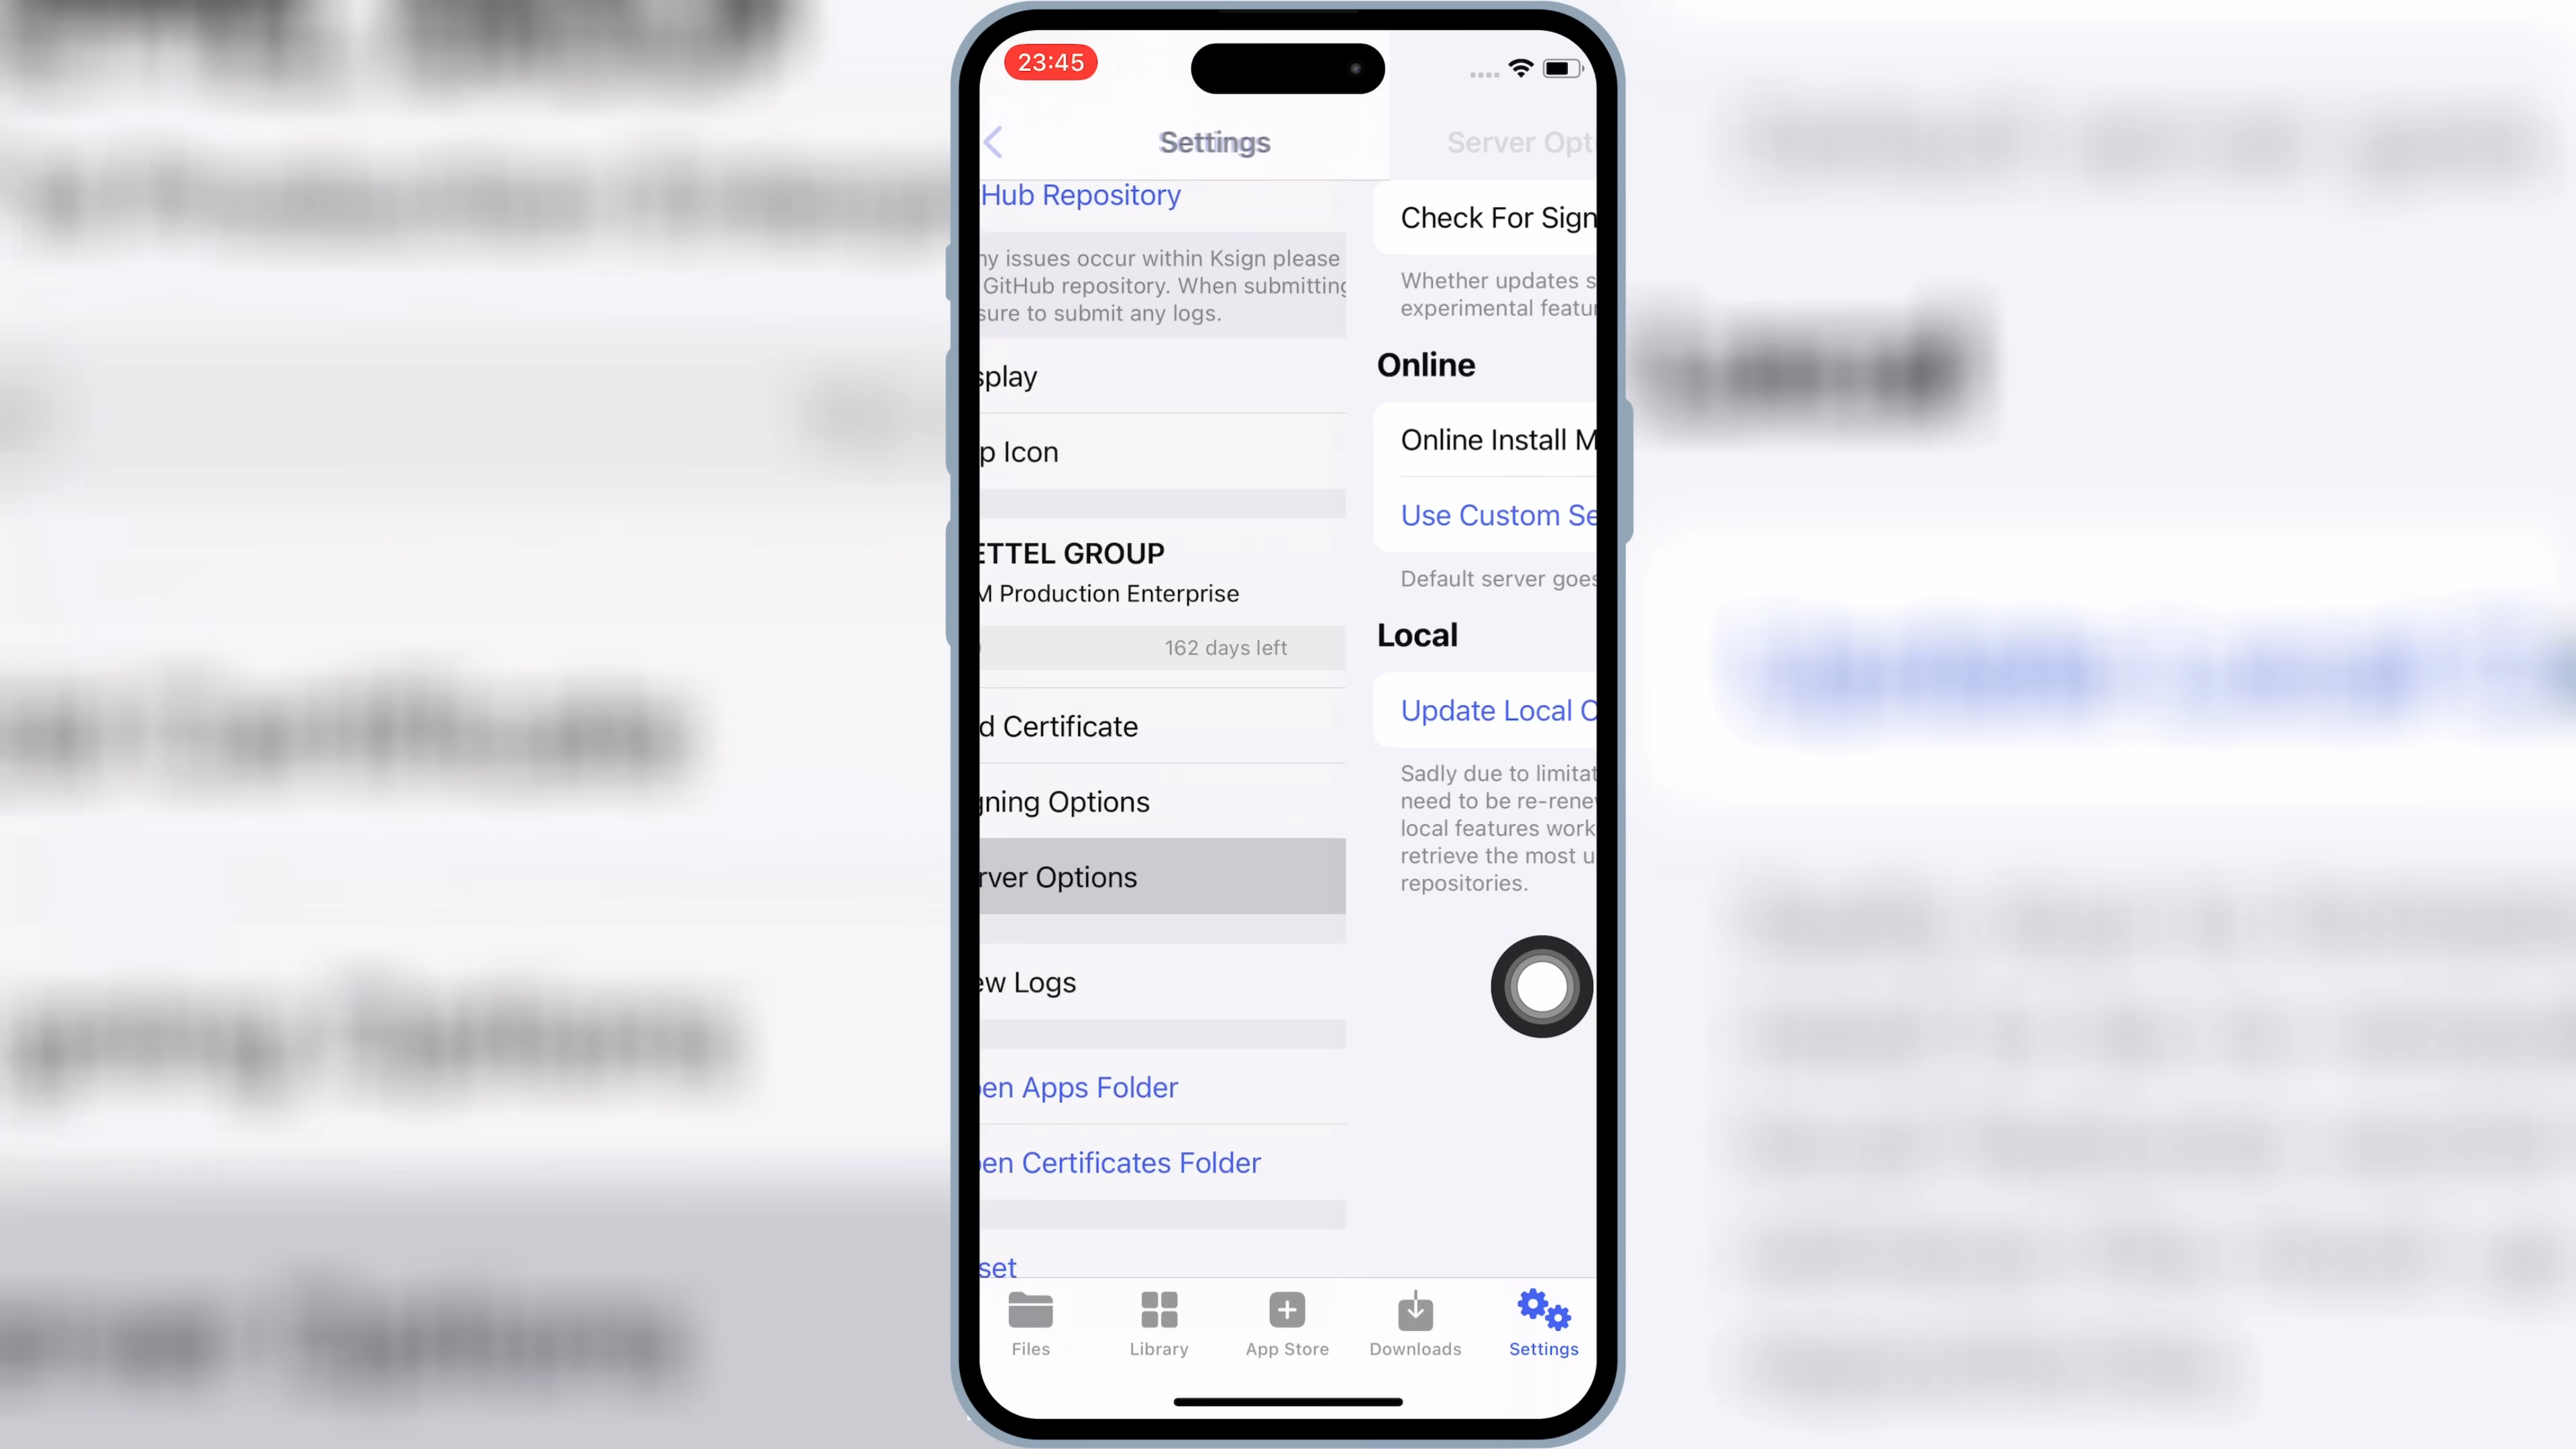 23:45
Settings
Server Opt
Hub Repository
ny issues occur within Ksign please
GitHub repository. When submitting
sure to submit any logs.
splay
p Icon
ETTEL GROUP
M Production Enterprise
162 days left
d Certificate
gning Options
rver Options
ew Logs
pen Apps Folder
pen Certificates Folder
set
Check For Sign
Whether updates s
experimental featur
Online
Online Install M
Use Custom Se
Default server goes
Local
Update Local C
Sadly due to limitat
need to be re-renew
local features work
retrieve the most u
repositories.
Files
Library
App Store
Downloads
Settings